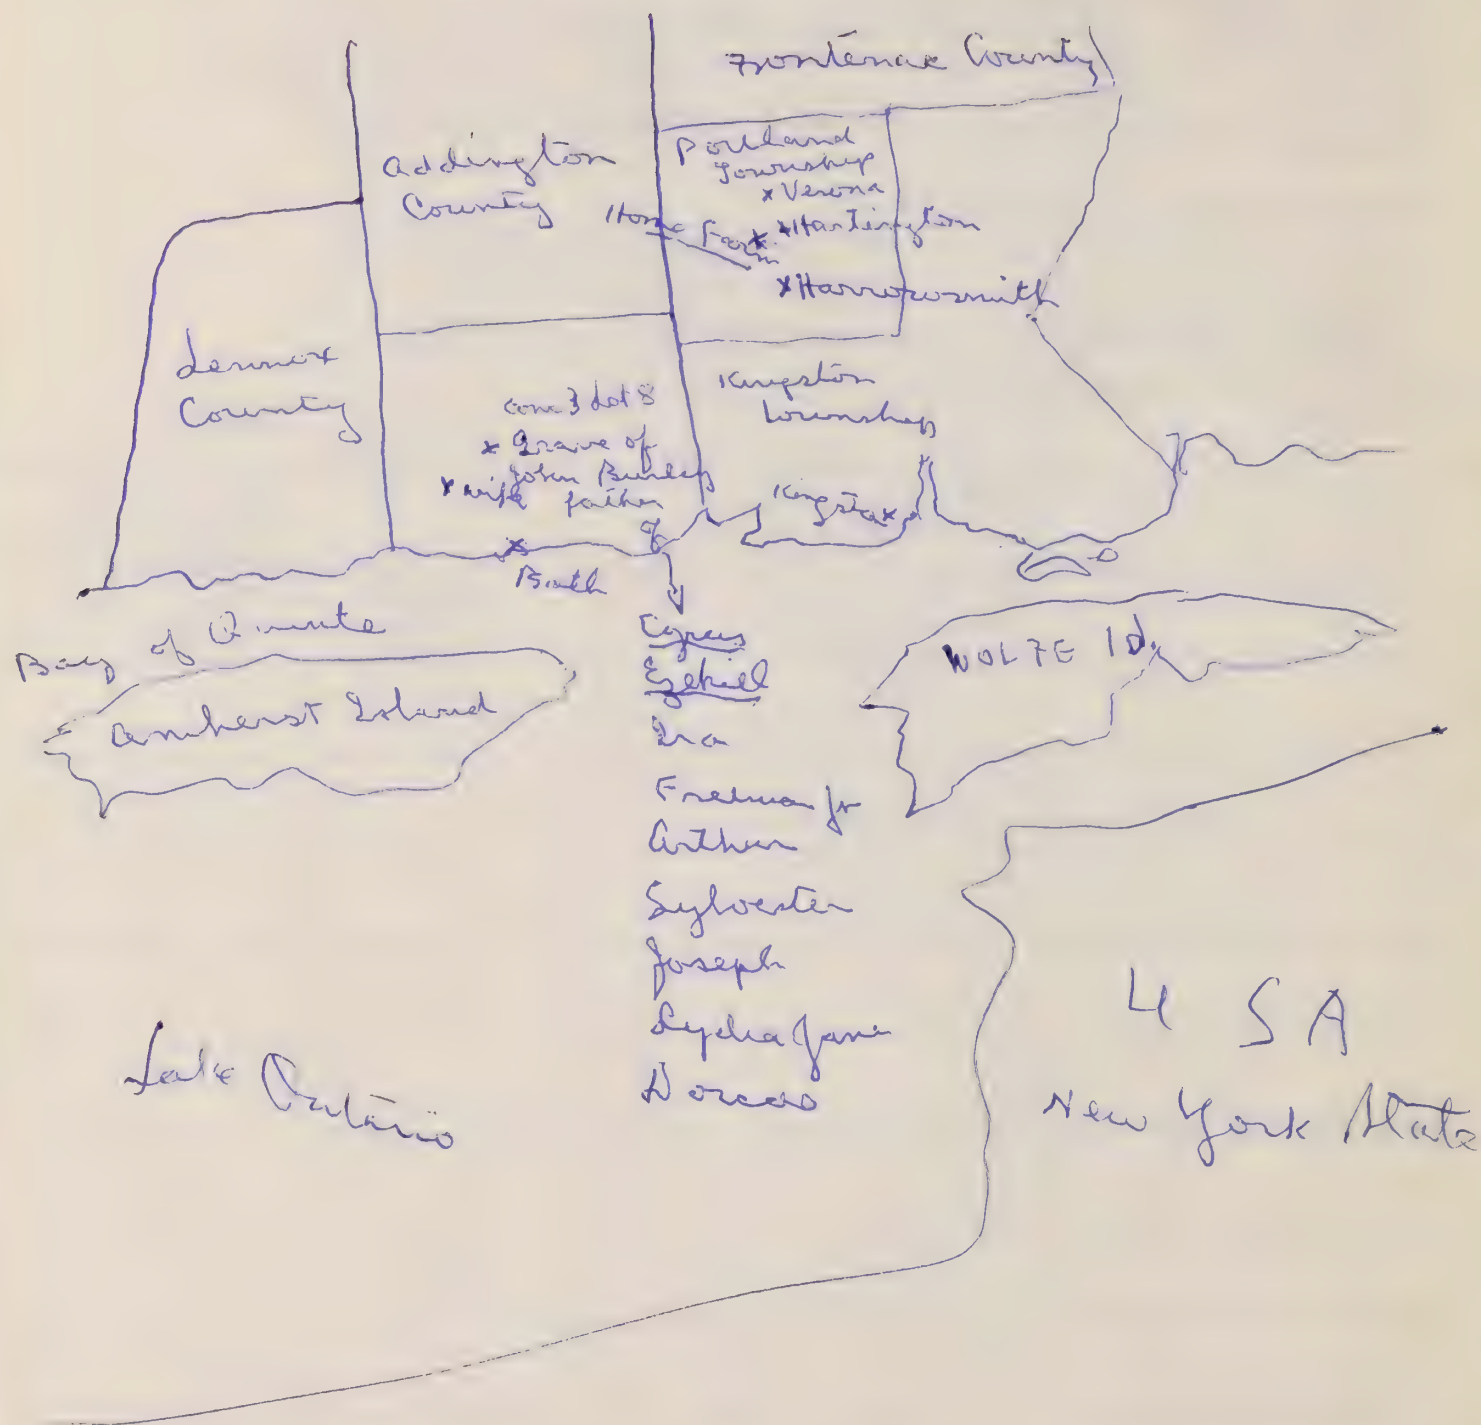 Frontenac County
Addington
County
Portland
Township
x Verona
Home Farm
x Hartington
x Harrowsmith
Lennox
County
con 3 Lot 8
x Grave of
John Burley
x wife father
of
Kingston
Township
Kingston x
x
Bath
Bay of Quinte
Amherst Island
Cyrus
Ezekiel
Ira
Freeman Jr
Arthur
Sylvester
Joseph
Lydia Jane
Dorcas
WOLFE Id.
Lake Ontario
U S A
New York State